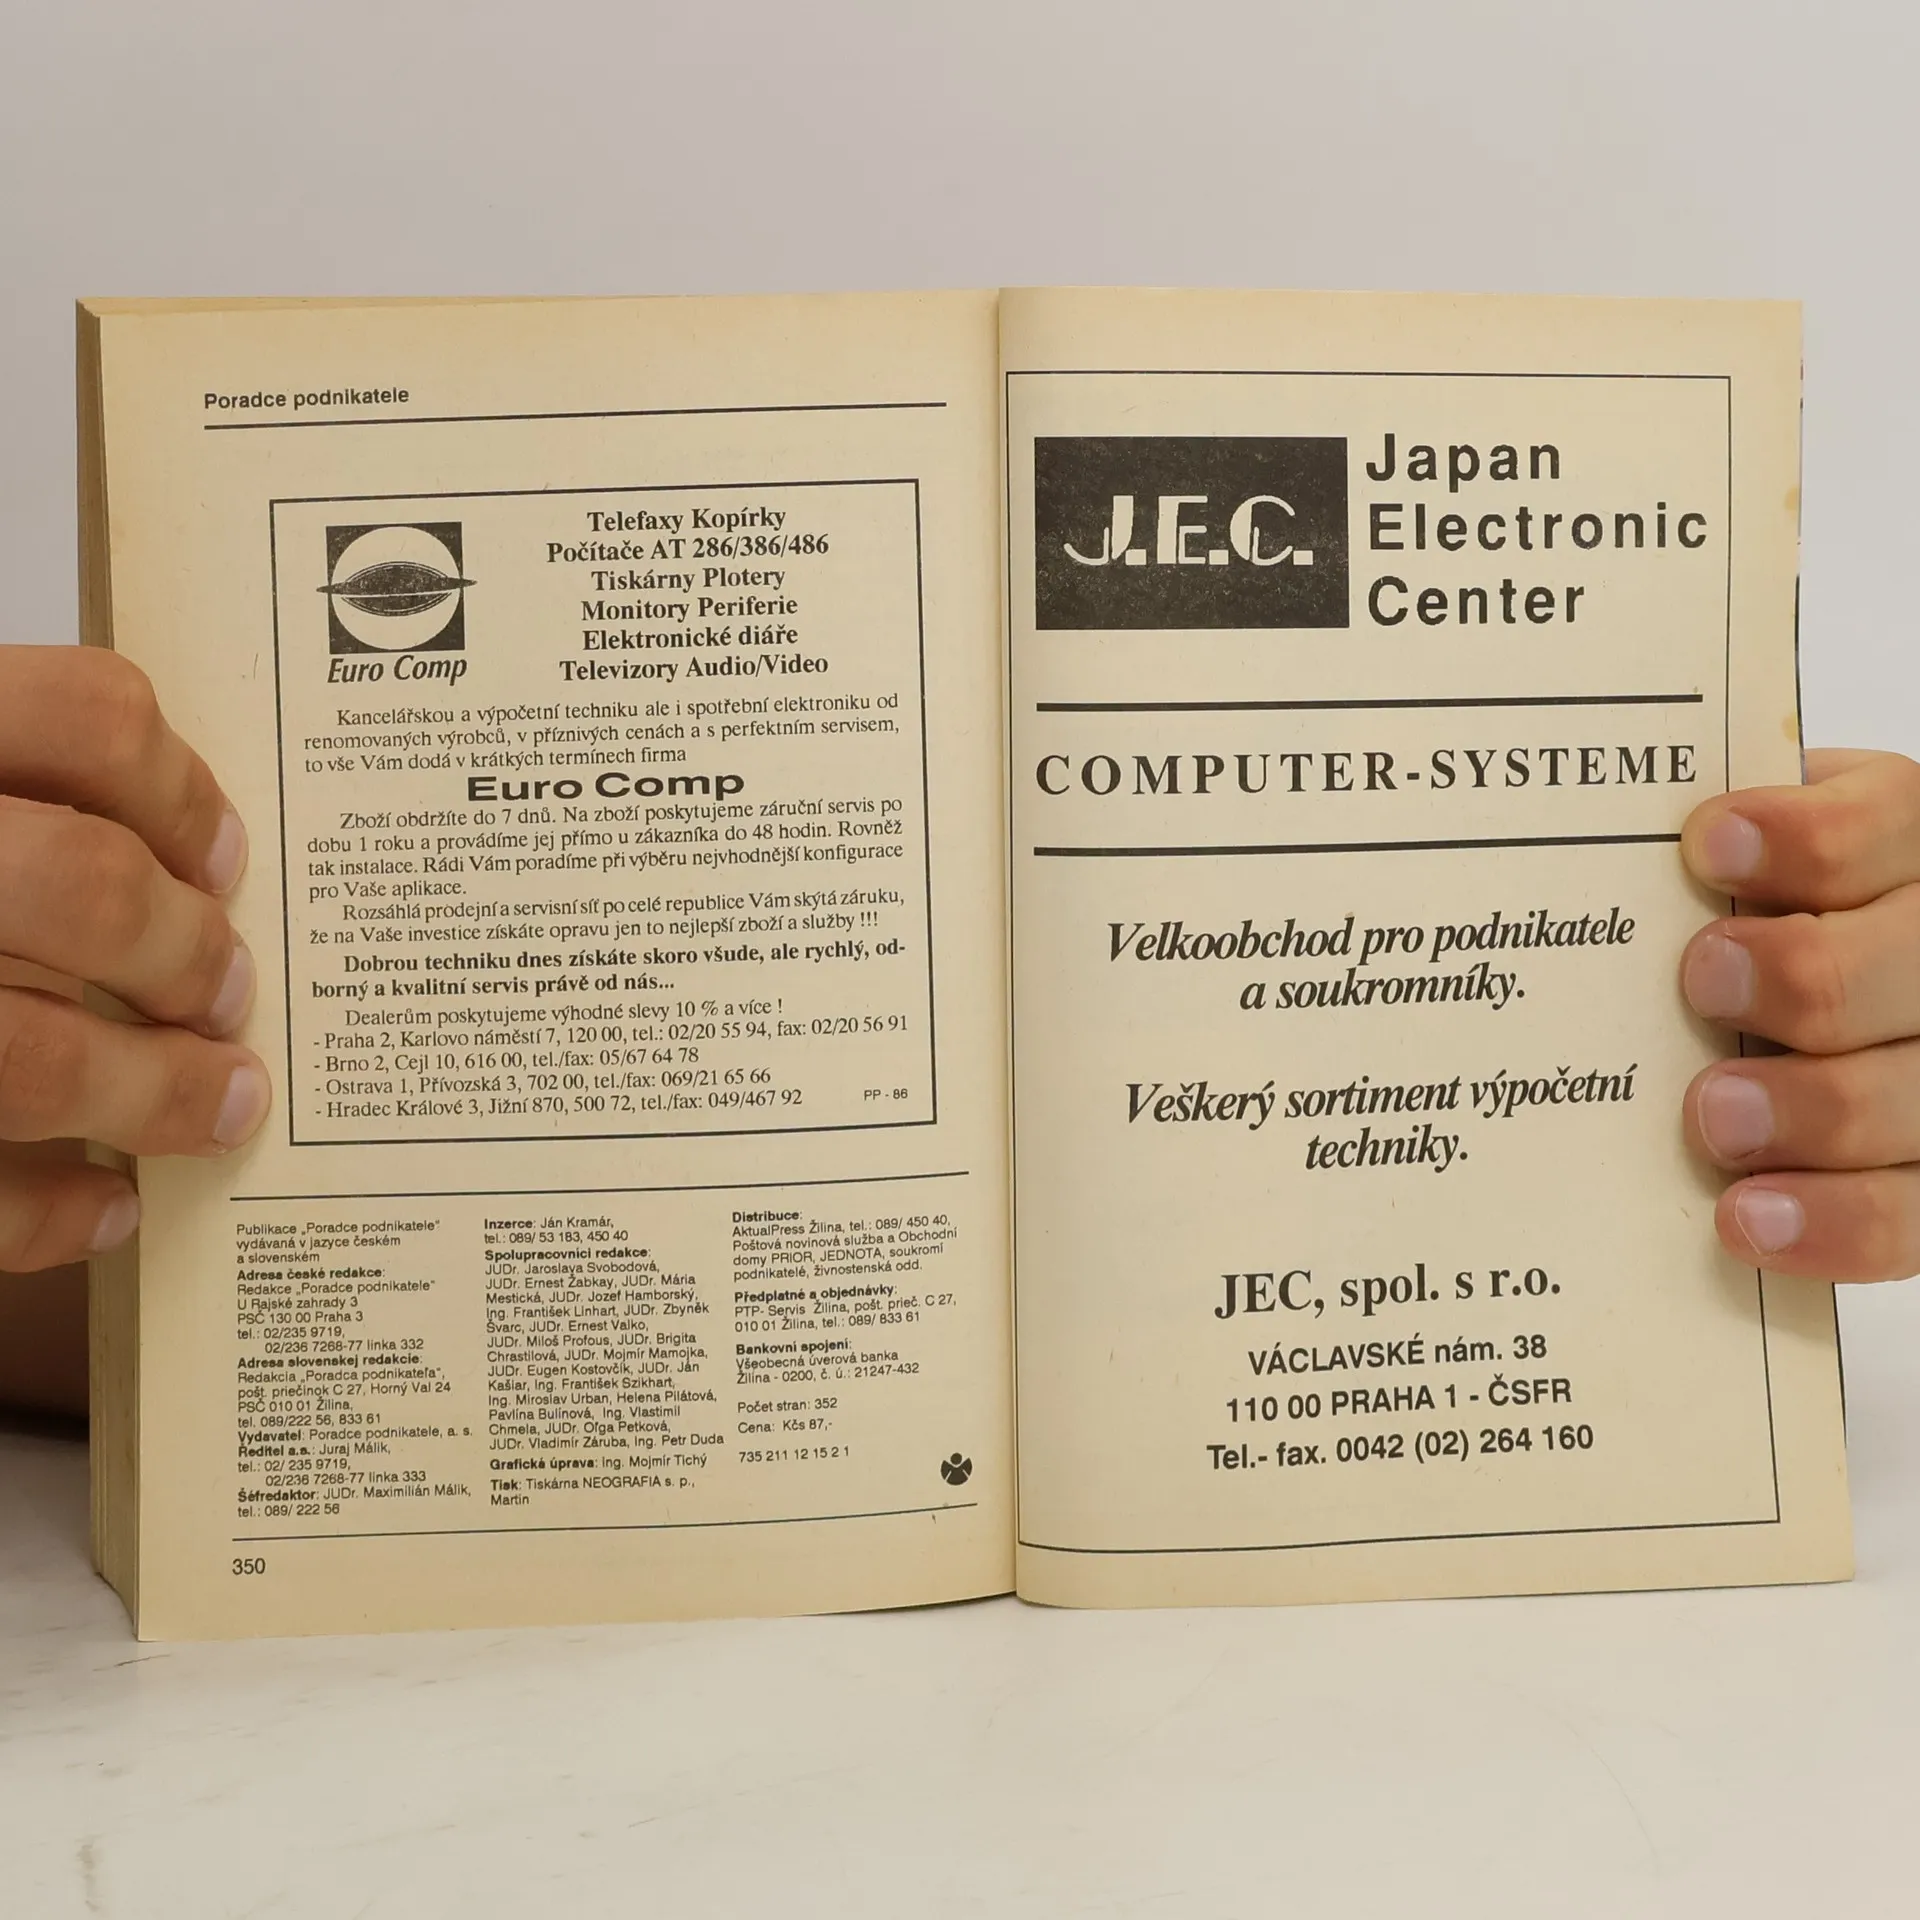 Poradce podnikatele
Euro Comp
Telefaxy Kopírky
Počítače AT 286/386/486
Tiskárny Plotery
Monitory Periferie
Elektronické diáře
Televizory Audio/Video
Kancelářskou a výpočetní techniku ale i spotřební elektroniku od
renomovaných výrobců, v příznivých cenách a s perfektním servisem,
to vše Vám dodá v krátkých termínech firma
Euro Comp
Zboží obdržíte do 7 dnů. Na zboží poskytujeme záruční servis po
dobu 1 roku a provádíme jej přímo u zákazníka do 48 hodin. Rovněž
tak instalace. Rádi Vám poradíme při výběru nejvhodnější konfigurace
pro Vaše aplikace.
Rozsáhlá prodejní a servisní síť po celé republice Vám skýtá záruku,
že na Vaše investice získáte opravu jen to nejlepší zboží a služby !!!
Dobrou techniku dnes získáte skoro všude, ale rychlý, od-
borný a kvalitní servis právě od nás...
Dealerům poskytujeme výhodné slevy 10 % a více !
- Praha 2, Karlovo náměstí 7, 120 00, tel.: 02/20 55 94, fax: 02/20 56 91
- Brno 2, Cejl 10, 616 00, tel./fax: 05/67 64 78
- Ostrava 1, Přívozská 3, 702 00, tel./fax: 069/21 65 66
- Hradec Králové 3, Jižní 870, 500 72, tel./fax: 049/467 92
PP - 86
Publikace „Poradce podnikatele“
vydávaná v jazyce českém
a slovenském
Adresa české redakce:
Redakce „Poradce podnikatele“
U Rajské zahrady 3
PSČ 130 00 Praha 3
tel.: 02/235 9719,
02/236 7268-77 linka 332
Adresa slovenskej redakcie:
Redakcia „Poradca podnikateľa“,
pošt. priečinok C 27, Horný Val 24
PSČ 010 01 Žilina,
tel. 089/222 56, 833 61
Vydavatel: Poradce podnikatele, a. s.
Ředitel a.s.: Juraj Málik,
tel.: 02/ 235 9719,
02/236 7268-77 linka 333
Šéfredaktor: JUDr. Maximilián Málik,
tel.: 089/ 222 56
Inzerce: Ján Kramár,
tel.: 089/ 53 183, 450 40
Spolupracovníci redakce:
JUDr. Jaroslava Svobodová,
JUDr. Ernest Žabkay, JUDr. Mária
Mestická, JUDr. Jozef Hamborský,
Ing. František Linhart, JUDr. Zbyněk
Švarc, JUDr. Ernest Valko,
JUDr. Miloš Profous, JUDr. Brigita
Chrastilová, JUDr. Mojmír Mamojka,
JUDr. Eugen Kostovčík, JUDr. Ján
Kašiar, Ing. František Szikhart,
Ing. Miroslav Urban, Helena Pilátová,
Pavlína Bulínová, Ing. Vlastimil
Chmela, JUDr. Oľga Petková,
JUDr. Vladimír Záruba, Ing. Petr Duda
Grafická úprava: Ing. Mojmír Tichý
Tisk: Tiskárna NEOGRAFIA s. p.,
Martin
Distribuce:
AktualPress Žilina, tel.: 089/ 450 40,
Poštová novinová služba a Obchodní
domy PRIOR, JEDNOTA, soukromí
podnikatelé, živnostenská odd.
Předplatné a objednávky:
PTP- Servis Žilina, pošt. prieč. C 27,
010 01 Žilina, tel.: 089/ 833 61
Bankovní spojení:
Všeobecná úverová banka
Žilina - 0200, č. ú.: 21247-432
Počet stran: 352
Cena: Kčs 87,-
735 211 12 15 2 1
350
J.E.C.
Japan
Electronic
Center
COMPUTER-SYSTEME
Velkoobchod pro podnikatele
a soukromníky.
Veškerý sortiment výpočetní
techniky.
JEC, spol. s r.o.
VÁCLAVSKÉ nám. 38
110 00 PRAHA 1 - ČSFR
Tel.- fax. 0042 (02) 264 160